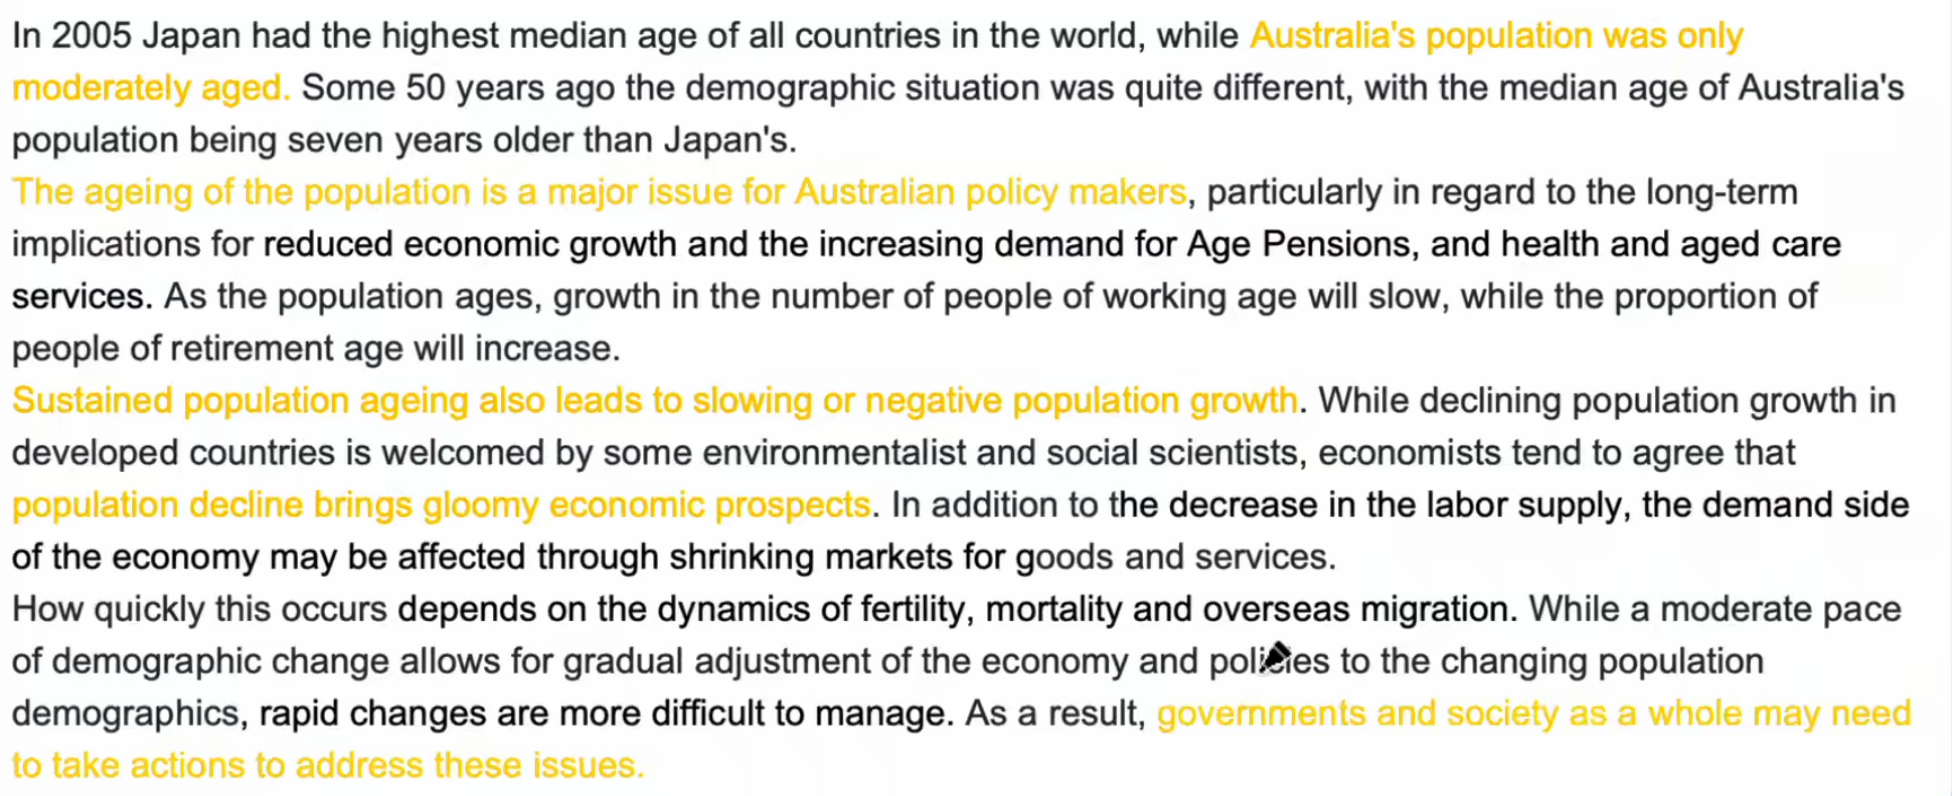 In 2005 Japan had the highest median age of all countries in the world, while Australia's population was only
moderately aged. Some 50 years ago the demographic situation was quite different, with the median age of Australia's
population being seven years older than Japan's.
The ageing of the population is a major issue for Australian policy makers, particularly in regard to the long-term
implications for reduced economic growth and the increasing demand for Age Pensions, and health and aged care
services. As the population ages, growth in the number of people of working age will slow, while the proportion of
people of retirement age will increase.
Sustained population ageing also leads to slowing or negative population growth. While declining population growth in
developed countries is welcomed by some environmentalist and social scientists, economists tend to agree that
population decline brings gloomy economic prospects. In addition to the decrease in the labor supply, the demand side
of the economy may be affected through shrinking markets for goods and services.
How quickly this occurs depends on the dynamics of fertility, mortality and overseas migration. While a moderate pace
of demographic change allows for gradual adjustment of the economy and policies to the changing population
demographics, rapid changes are more difficult to manage. As a result, governments and society as a whole may need
to take actions to address these issues.